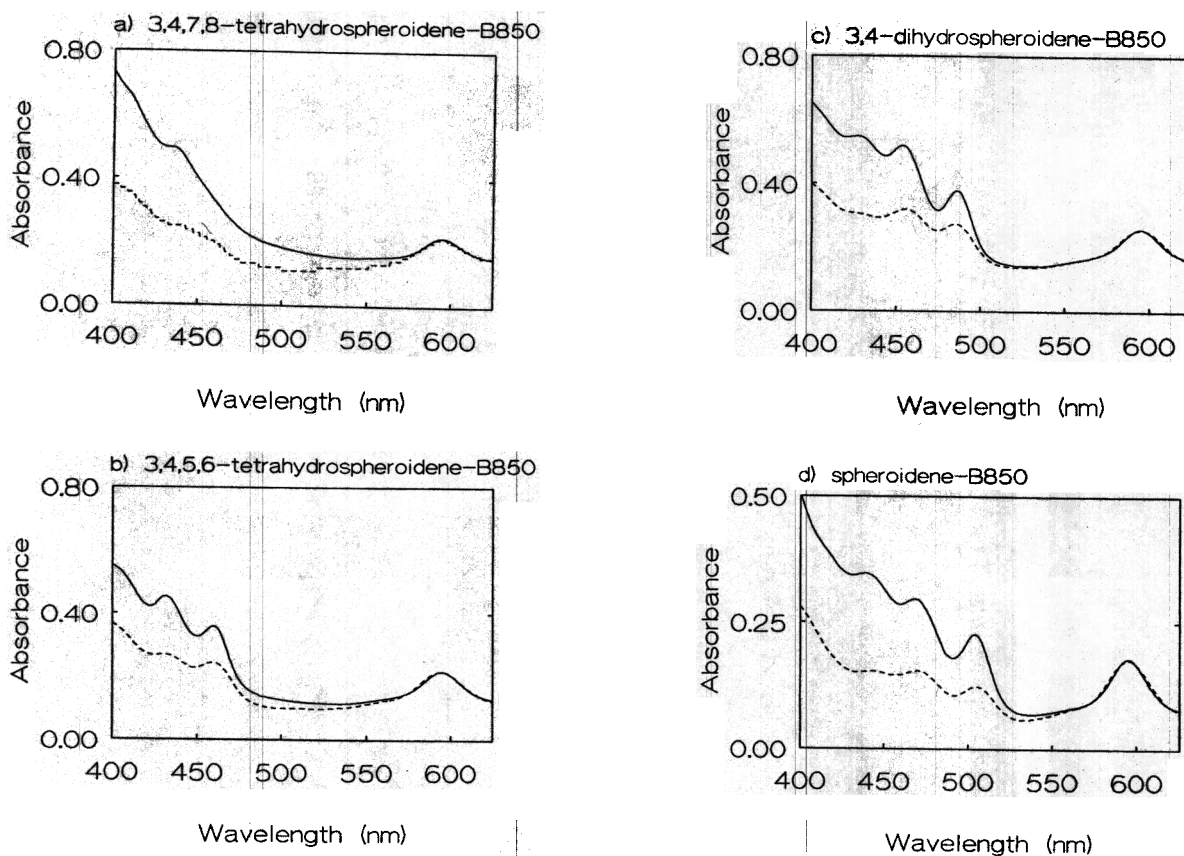 a) 3,4,7,8-tetrahydrospheroidene-B850
0.80
0.40
0.00
Absorbance
400 450 500 550 600
Wavelength (nm)
b) 3,4,5,6-tetrahydrospheroidene-B850
0.80
0.40
0.00
Absorbance
400 450 500 550 600
Wavelength (nm)
c) 3,4-dihydrospheroidene-B850
0.80
0.40
0.00
Absorbance
400 450 500 550 600
Wavelength (nm)
d) spheroidene-B850
0.50
0.25
0.00
Absorbance
400 450 500 550 600
Wavelength (nm)